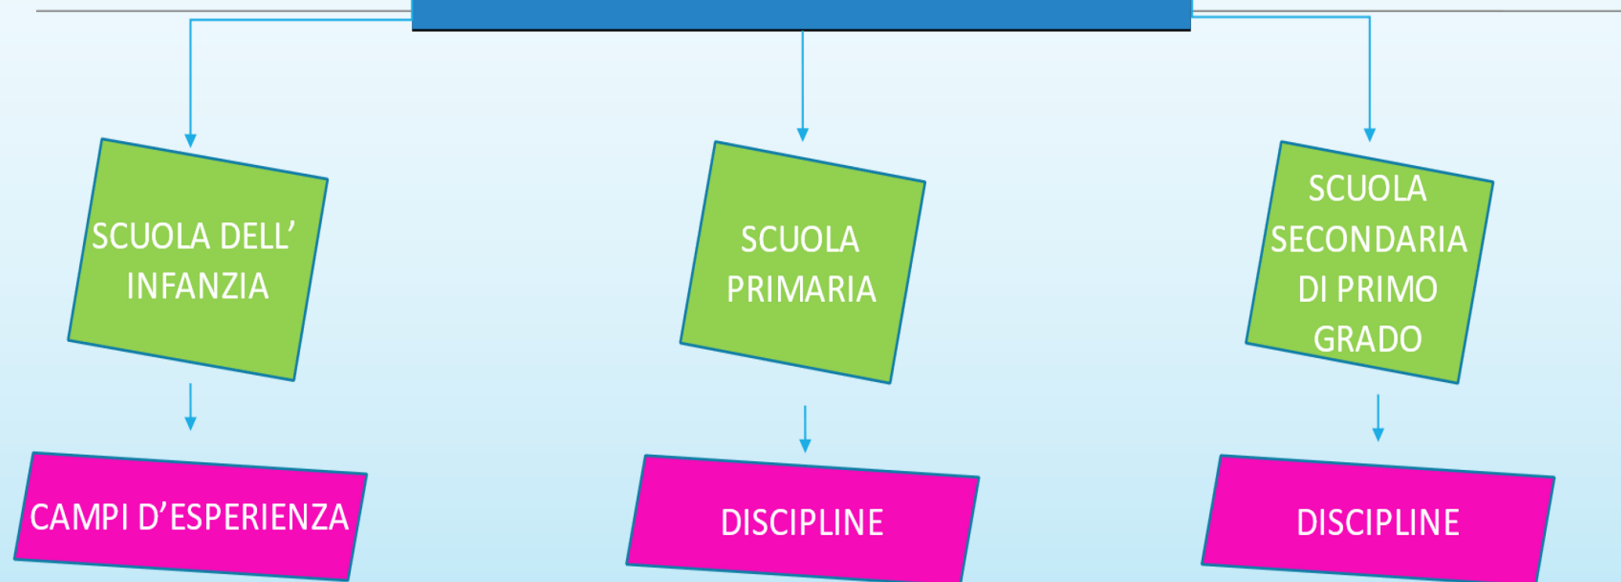 SCUOLA DELL’
INFANZIA
SCUOLA
PRIMARIA
SCUOLA
SECONDARIA
DI PRIMO
GRADO
CAMPI D’ESPERIENZA
DISCIPLINE
DISCIPLINE